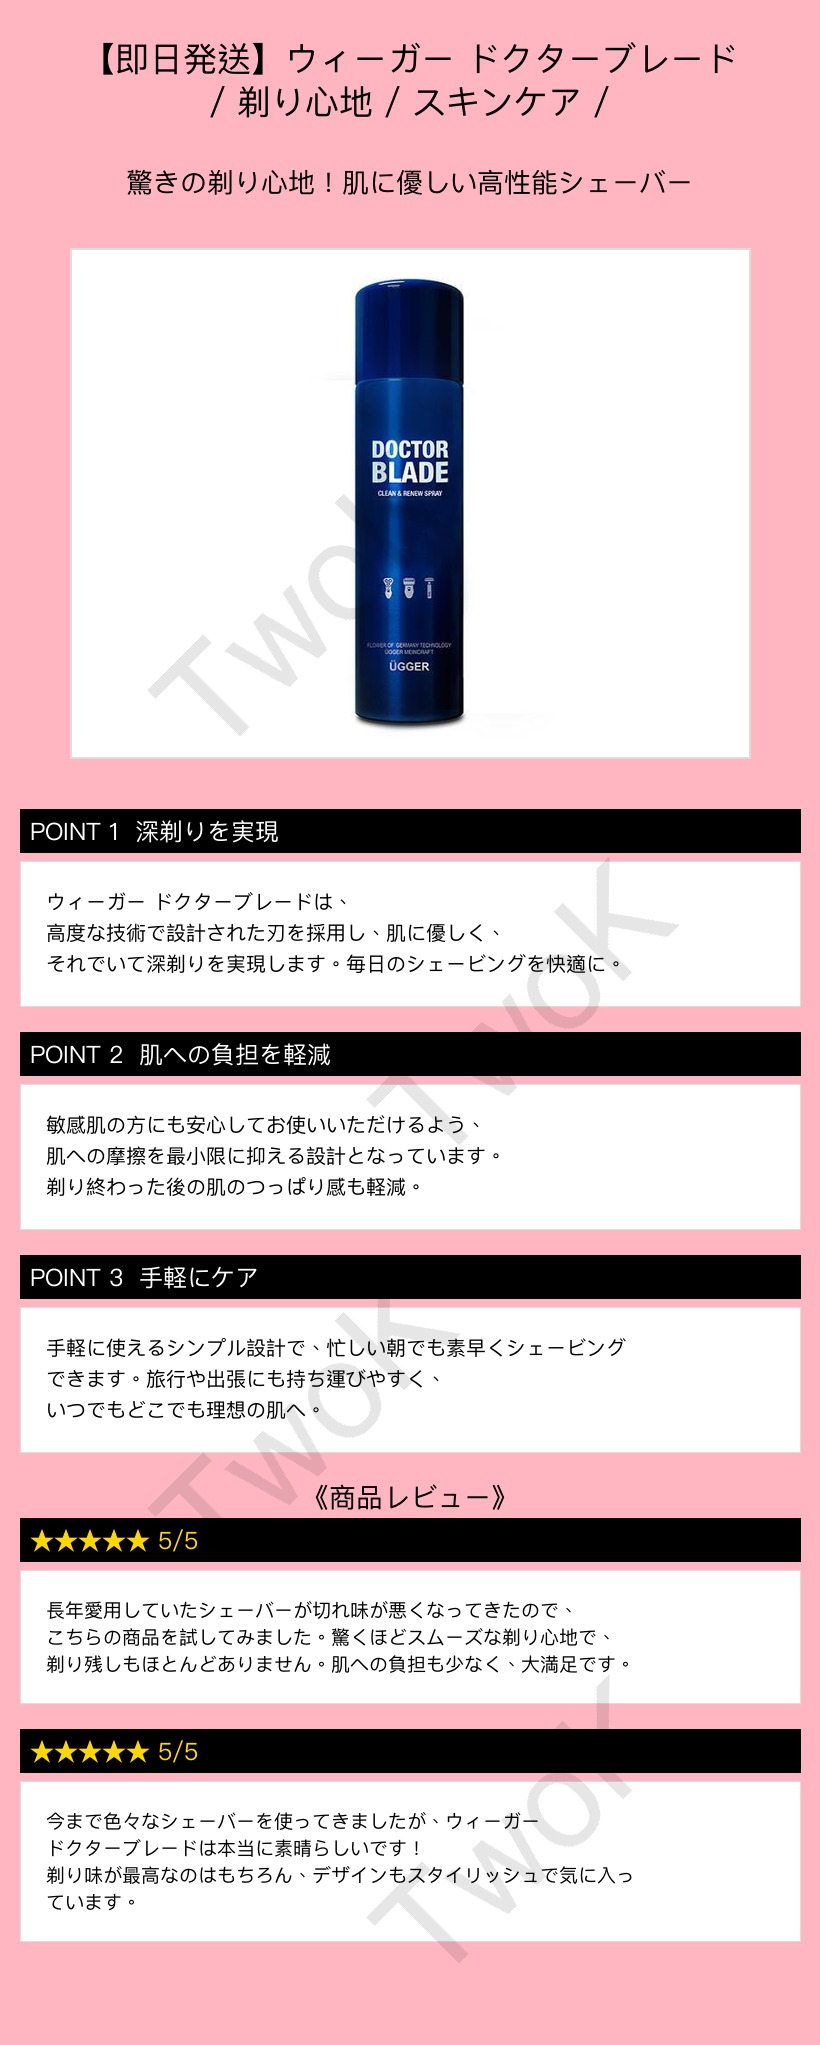 【即日発送】ウィーガー ドクターブレード
/ 剃り心地 / スキンケア /
驚きの剃り心地！肌に優しい高性能シェーバー
DOCTOR
BLADE
CLEAN & RENEW SPRAY
FLOWER OF GERMANY TECHNOLOGY
ÜGGER MEINCRAFT
ÜGGER
TwoK
POINT 1 深剃りを実現
ウィーガー ドクターブレードは、
高度な技術で設計された刃を採用し、肌に優しく、
それでいて深剃りを実現します。毎日のシェービングを快適に。
TwoK
POINT 2 肌への負担を軽減
敏感肌の方にも安心してお使いいただけるよう、
肌への摩擦を最小限に抑える設計となっています。
剃り終わった後の肌のつっぱり感も軽減。
POINT 3 手軽にケア
手軽に使えるシンプル設計で、忙しい朝でも素早くシェービング
できます。旅行や出張にも持ち運びやすく、
いつでもどこでも理想の肌へ。
TwoK
《商品レビュー》
★★★★★ 5/5
長年愛用していたシェーバーが切れ味が悪くなってきたので、
こちらの商品を試してみました。驚くほどスムーズな剃り心地で、
剃り残しもほとんどありません。肌への負担も少なく、大満足です。
★★★★★ 5/5
今まで色々なシェーバーを使ってきましたが、ウィーガー
ドクターブレードは本当に素晴らしいです！
剃り味が最高なのはもちろん、デザインもスタイリッシュで気に入っ
ています。
TwoK